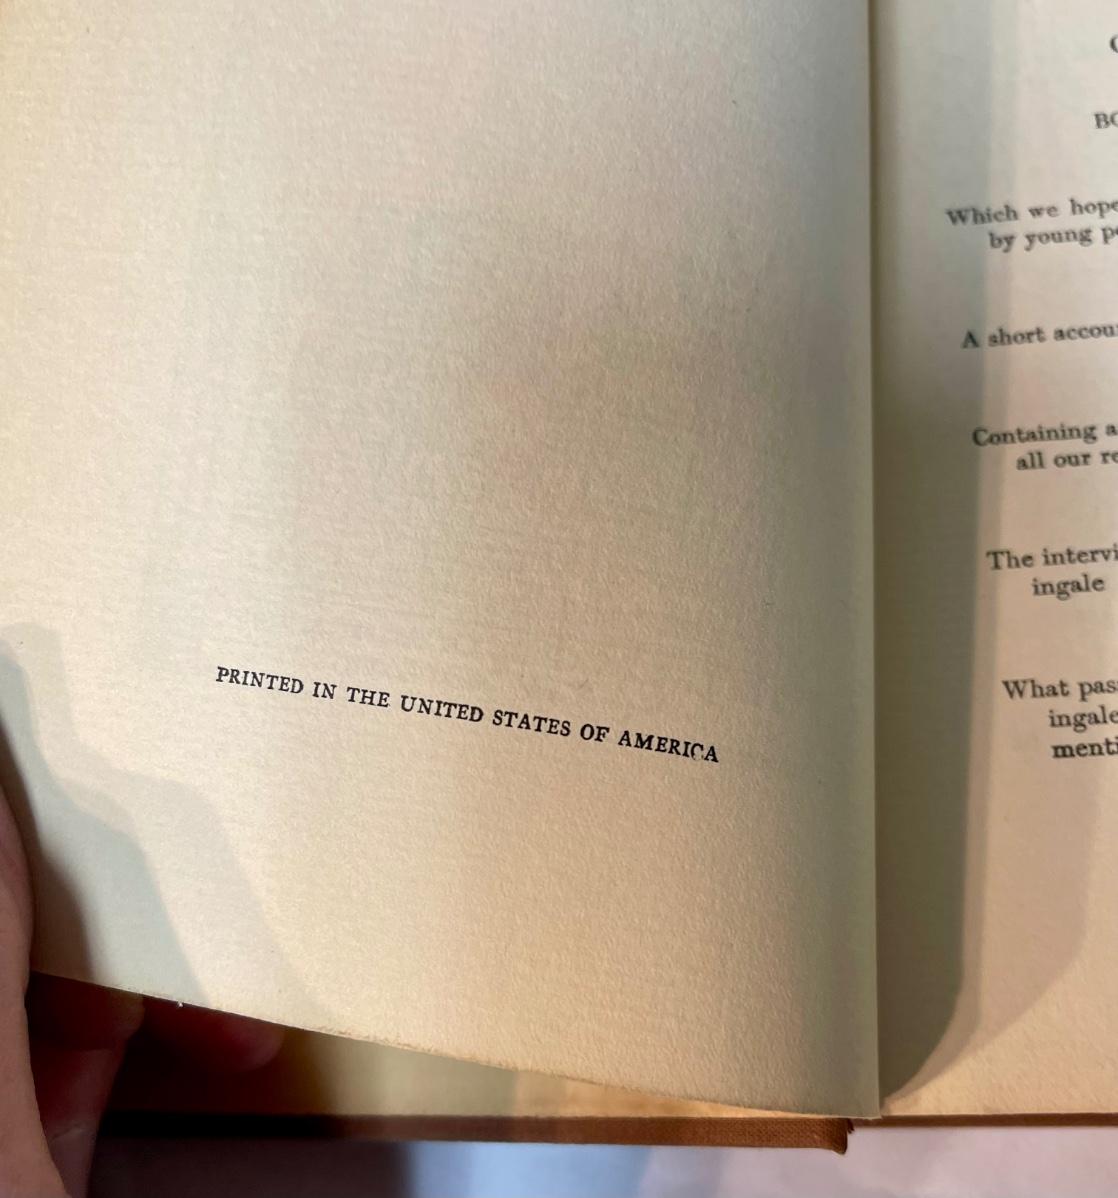 PRINTED IN THE UNITED STATES OF AMERICA
Which we hope
by young
A short
Containing
all our
The
ingale
What
ingale